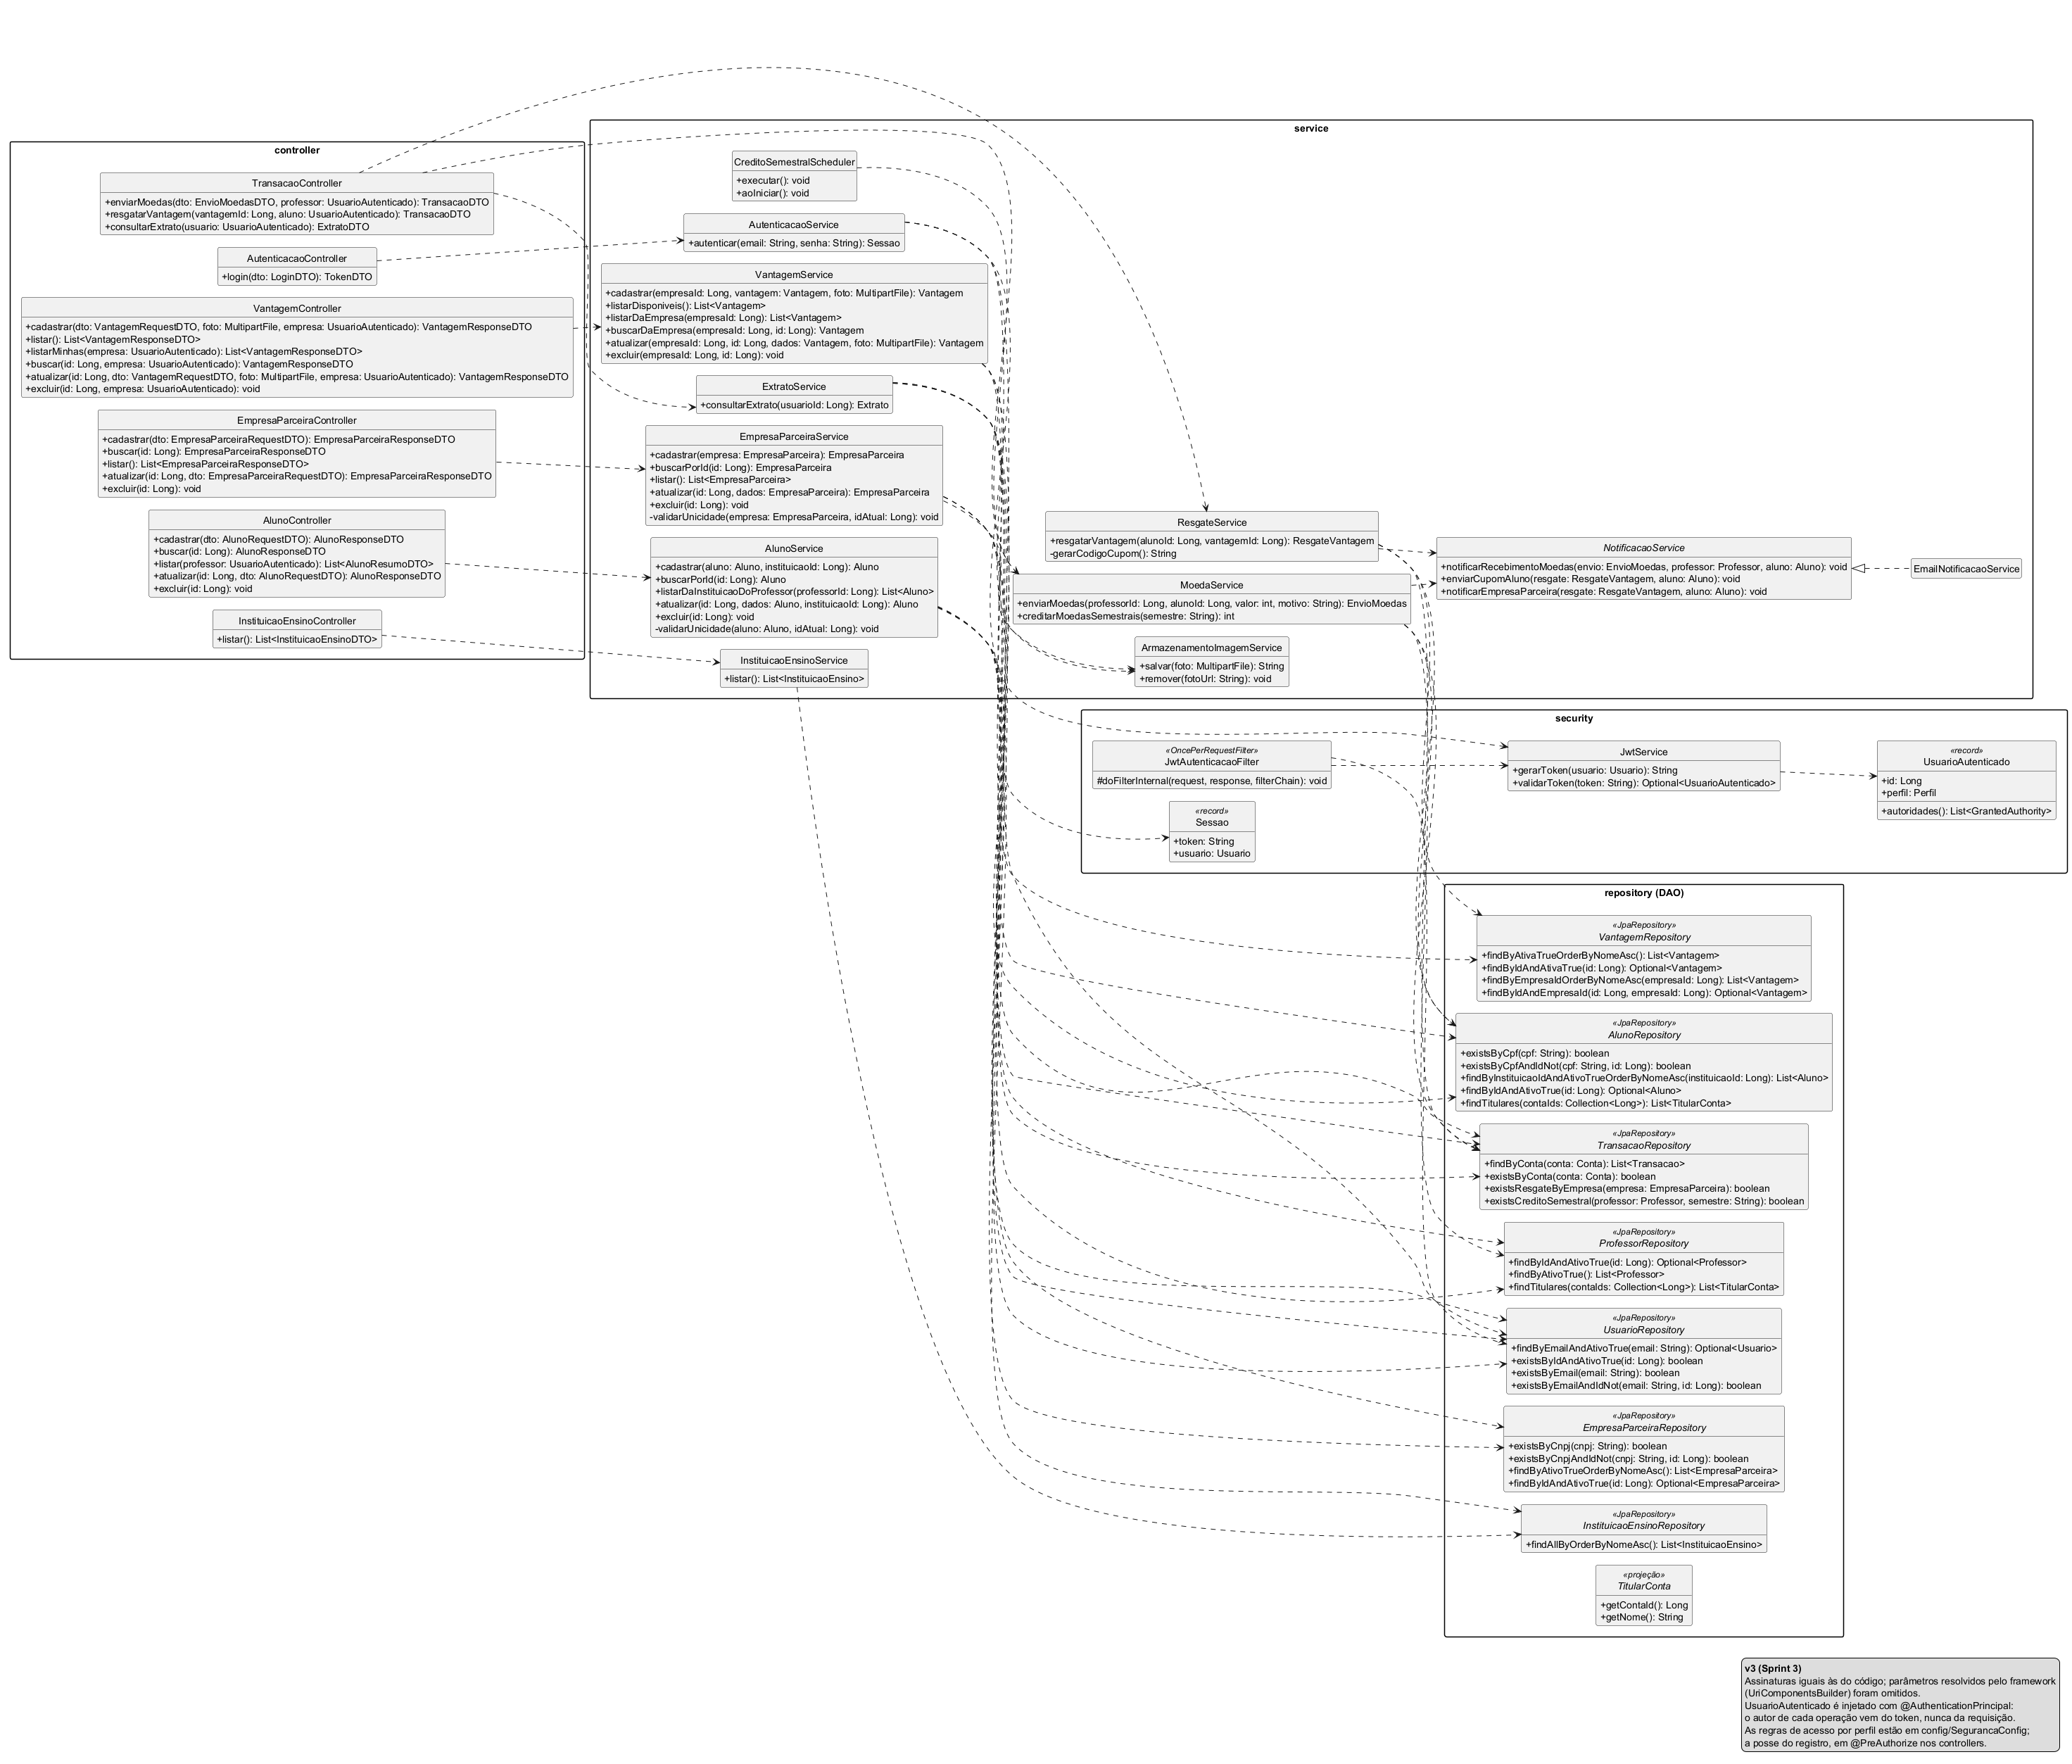 controller
TransacaoController
+enviarMoedas(dto: EnvioMoedasDTO, professor: UsuarioAutenticado): TransacaoDTO
+resgatarVantagem(vantagemId: Long, aluno: UsuarioAutenticado): TransacaoDTO
+consultarExtrato(usuario: UsuarioAutenticado): ExtratoDTO
AutenticacaoController
+login(dto: LoginDTO): TokenDTO
VantagemController
+cadastrar(dto: VantagemRequestDTO, foto: MultipartFile, empresa: UsuarioAutenticado): VantagemResponseDTO
+listar(): List<VantagemResponseDTO>
+listarMinhas(empresa: UsuarioAutenticado): List<VantagemResponseDTO>
+buscar(id: Long, empresa: UsuarioAutenticado): VantagemResponseDTO
+atualizar(id: Long, dto: VantagemRequestDTO, foto: MultipartFile, empresa: UsuarioAutenticado): VantagemResponseDTO
+excluir(id: Long, empresa: UsuarioAutenticado): void
EmpresaParceiraController
+cadastrar(dto: EmpresaParceiraRequestDTO): EmpresaParceiraResponseDTO
+buscar(id: Long): EmpresaParceiraResponseDTO
+listar(): List<EmpresaParceiraResponseDTO>
+atualizar(id: Long, dto: EmpresaParceiraRequestDTO): EmpresaParceiraResponseDTO
+excluir(id: Long): void
AlunoController
+cadastrar(dto: AlunoRequestDTO): AlunoResponseDTO
+buscar(id: Long): AlunoResponseDTO
+listar(professor: UsuarioAutenticado): List<AlunoResumoDTO>
+atualizar(id: Long, dto: AlunoRequestDTO): AlunoResponseDTO
+excluir(id: Long): void
InstituicaoEnsinoController
+listar(): List<InstituicaoEnsinoDTO>
service
CreditoSemestralScheduler
+executar(): void
+aoIniciar(): void
AutenticacaoService
+autenticar(email: String, senha: String): Sessao
VantagemService
+cadastrar(empresaId: Long, vantagem: Vantagem, foto: MultipartFile): Vantagem
+listarDisponiveis(): List<Vantagem>
+listarDaEmpresa(empresaId: Long): List<Vantagem>
+buscarDaEmpresa(empresaId: Long, id: Long): Vantagem
+atualizar(empresaId: Long, id: Long, dados: Vantagem, foto: MultipartFile): Vantagem
+excluir(empresaId: Long, id: Long): void
ExtratoService
+consultarExtrato(usuarioId: Long): Extrato
EmpresaParceiraService
+cadastrar(empresa: EmpresaParceira): EmpresaParceira
+buscarPorId(id: Long): EmpresaParceira
+listar(): List<EmpresaParceira>
+atualizar(id: Long, dados: EmpresaParceira): EmpresaParceira
+excluir(id: Long): void
-validarUnicidade(empresa: EmpresaParceira, idAtual: Long): void
AlunoService
+cadastrar(aluno: Aluno, instituicaoId: Long): Aluno
+buscarPorId(id: Long): Aluno
+listarDaInstituicaoDoProfessor(professorId: Long): List<Aluno>
+atualizar(id: Long, dados: Aluno, instituicaoId: Long): Aluno
+excluir(id: Long): void
-validarUnicidade(aluno: Aluno, idAtual: Long): void
InstituicaoEnsinoService
+listar(): List<InstituicaoEnsino>
ResgateService
+resgatarVantagem(alunoId: Long, vantagemId: Long): ResgateVantagem
-gerarCodigoCupom(): String
MoedaService
+enviarMoedas(professorId: Long, alunoId: Long, valor: int, motivo: String): EnvioMoedas
+creditarMoedasSemestrais(semestre: String): int
ArmazenamentoImagemService
+salvar(foto: MultipartFile): String
+remover(fotoUrl: String): void
NotificacaoService
+notificarRecebimentoMoedas(envio: EnvioMoedas, professor: Professor, aluno: Aluno): void
+enviarCupomAluno(resgate: ResgateVantagem, aluno: Aluno): void
+notificarEmpresaParceira(resgate: ResgateVantagem, aluno: Aluno): void
EmailNotificacaoService
security
«OncePerRequestFilter»
JwtAutenticacaoFilter
#doFilterInternal(request, response, filterChain): void
«record»
Sessao
+token: String
+usuario: Usuario
JwtService
+gerarToken(usuario: Usuario): String
+validarToken(token: String): Optional<UsuarioAutenticado>
«record»
UsuarioAutenticado
+id: Long
+perfil: Perfil
+autoridades(): List<GrantedAuthority>
repository (DAO)
«JpaRepository»
VantagemRepository
+findByAtivaTrueOrderByNomeAsc(): List<Vantagem>
+findByIdAndAtivaTrue(id: Long): Optional<Vantagem>
+findByEmpresaIdOrderByNomeAsc(empresaId: Long): List<Vantagem>
+findByIdAndEmpresaId(id: Long, empresaId: Long): Optional<Vantagem>
«JpaRepository»
AlunoRepository
+existsByCpf(cpf: String): boolean
+existsByCpfAndIdNot(cpf: String, id: Long): boolean
+findByInstituicaoIdAndAtivoTrueOrderByNomeAsc(instituicaoId: Long): List<Aluno>
+findByIdAndAtivoTrue(id: Long): Optional<Aluno>
+findTitulares(contaIds: Collection<Long>): List<TitularConta>
«JpaRepository»
TransacaoRepository
+findByConta(conta: Conta): List<Transacao>
+existsByConta(conta: Conta): boolean
+existsResgateByEmpresa(empresa: EmpresaParceira): boolean
+existsCreditoSemestral(professor: Professor, semestre: String): boolean
«JpaRepository»
ProfessorRepository
+findByIdAndAtivoTrue(id: Long): Optional<Professor>
+findByAtivoTrue(): List<Professor>
+findTitulares(contaIds: Collection<Long>): List<TitularConta>
«JpaRepository»
UsuarioRepository
+findByEmailAndAtivoTrue(email: String): Optional<Usuario>
+existsByIdAndAtivoTrue(id: Long): boolean
+existsByEmail(email: String): boolean
+existsByEmailAndIdNot(email: String, id: Long): boolean
«JpaRepository»
EmpresaParceiraRepository
+existsByCnpj(cnpj: String): boolean
+existsByCnpjAndIdNot(cnpj: String, id: Long): boolean
+findByAtivoTrueOrderByNomeAsc(): List<EmpresaParceira>
+findByIdAndAtivoTrue(id: Long): Optional<EmpresaParceira>
«JpaRepository»
InstituicaoEnsinoRepository
+findAllByOrderByNomeAsc(): List<InstituicaoEnsino>
«projeção»
TitularConta
+getContaId(): Long
+getNome(): String
v3 (Sprint 3)
Assinaturas iguais às do código; parâmetros resolvidos pelo framework
(UriComponentsBuilder) foram omitidos.
UsuarioAutenticado é injetado com @AuthenticationPrincipal:
o autor de cada operação vem do token, nunca da requisição.
As regras de acesso por perfil estão em config/SegurancaConfig;
a posse do registro, em @PreAuthorize nos controllers.